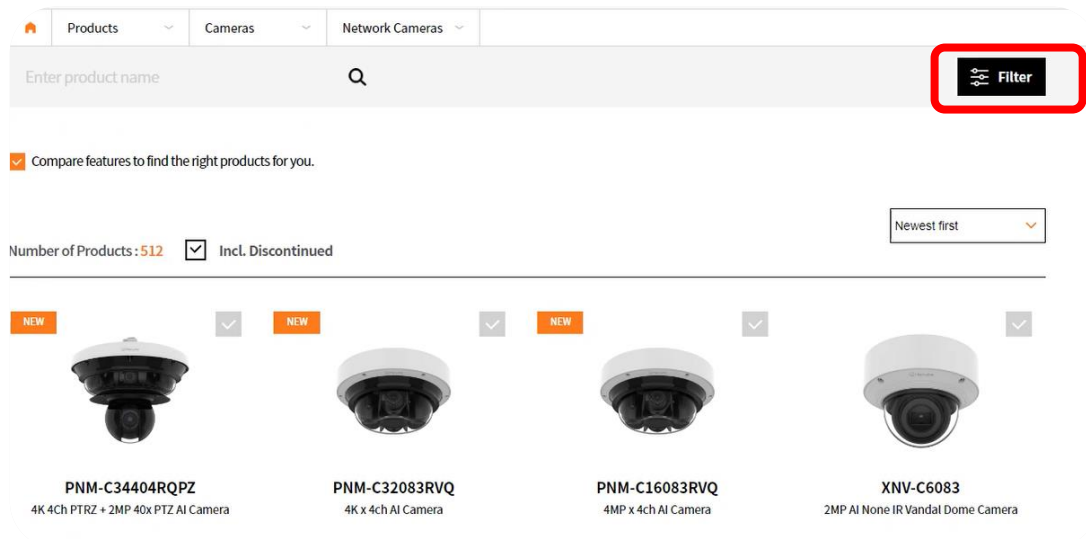 Products Cameras Network Cameras
Enter product name Filter
Compare features to find the right products for you.
Newest first
Number of Products : 512 Incl. Discontinued
NEW NEW NEW
PNM-C34404RQPZ PNM-C32083RVQ PNM-C16083RVQ XNV-C6083
4K 4Ch PTRZ + 2MP 40x PTZ AI Camera 4K x 4ch AI Camera 4MP x 4ch AI Camera 2MP AI None IR Vandal Dome Camera